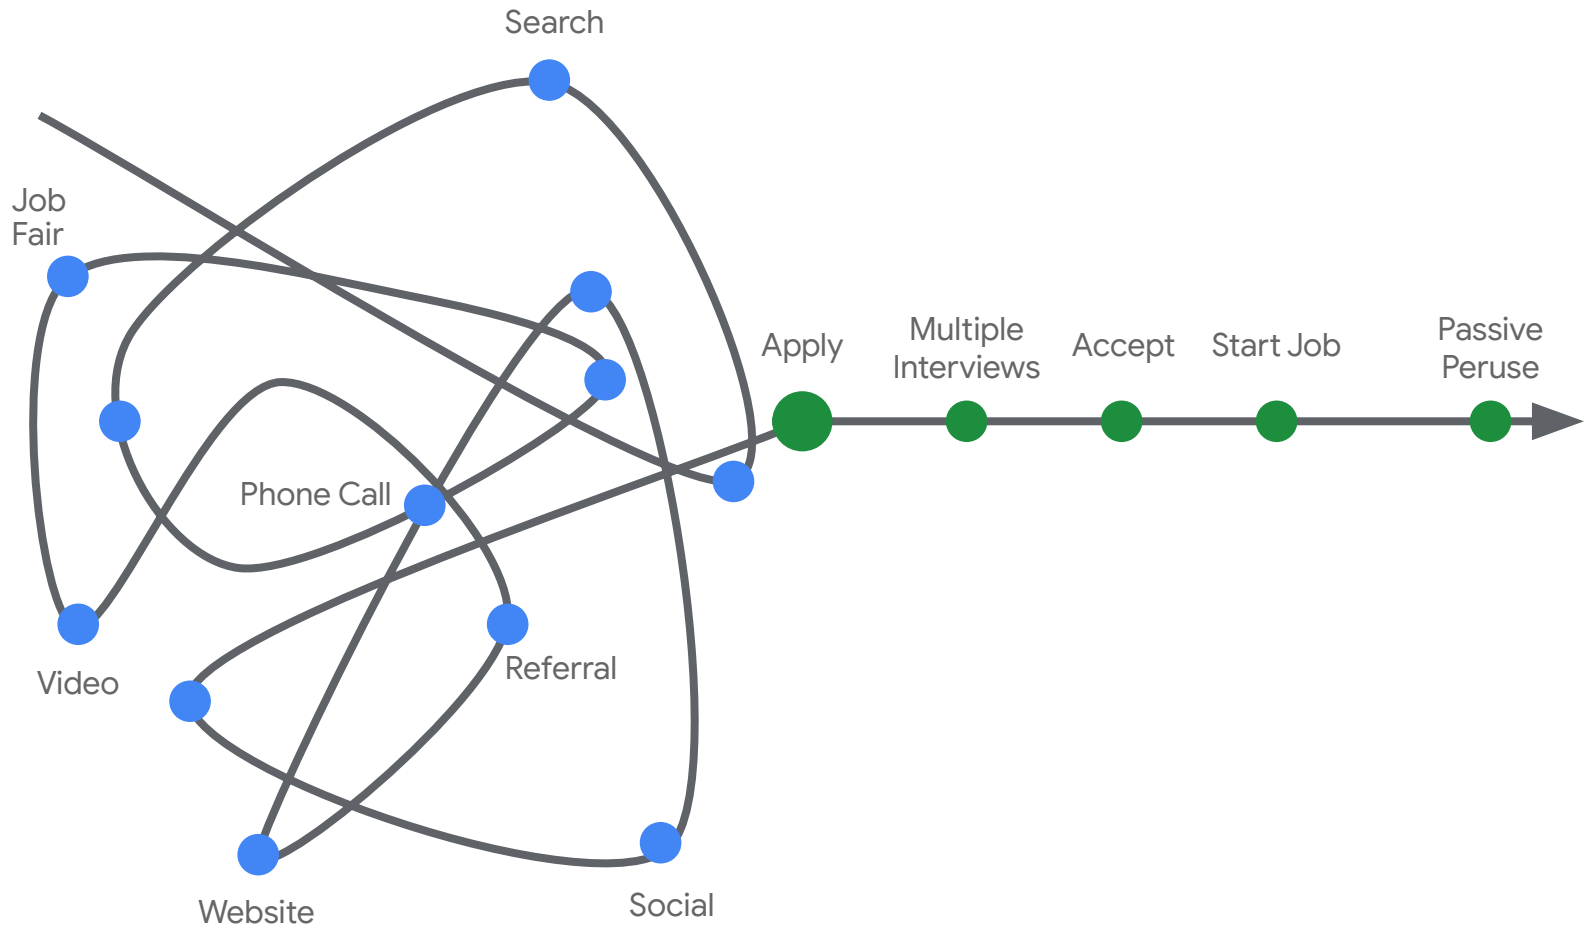 Search
Job
Fair
Apply
Multiple
Interviews
Accept
Start Job
Passive
Peruse
Phone Call
Video
Referral
Website
Social